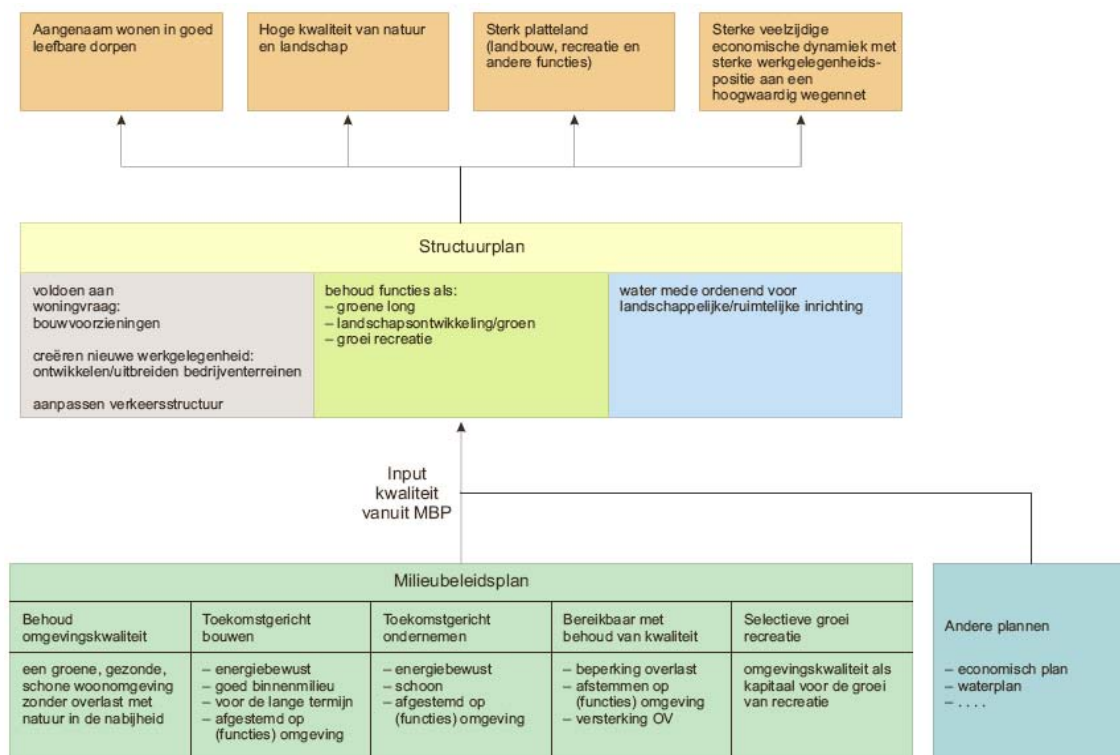 Aangenaam wonen in goed
leefbare dorpen
Hoge kwaliteit van natuur
en landschap
Sterk platteland
(landbouw, recreatie en
andere functies)
Sterke veelzijdige
economische dynamiek met
sterke werkgelegenheids-
positie aan een
hoogwaardig wegennet
Structuurplan
voldoen aan
woningvraag:
bouwvoorzieningen
creëren nieuwe werkgelegenheid:
ontwikkelen/uitbreiden bedrijventerreinen
aanpassen verkeersstructuur
behoud functies als:
– groene long
– landschapsontwikkeling/groen
– groei recreatie
water mede ordenend voor
landschappelijke/ruimtelijke inrichting
Input
kwaliteit
vanuit MBP
Milieubeleidsplan
Behoud
omgevingskwaliteit
een groene, gezonde,
schone woonomgeving
zonder overlast met
natuur in de nabijheid
Toekomstgericht
bouwen
– energiebewust
– goed binnenmilieu
– voor de lange termijn
– afgestemd op
(functies) omgeving
Toekomstgericht
ondernemen
– energiebewust
– schoon
– afgestemd op
(functies) omgeving
Bereikbaar met
behoud van kwaliteit
– beperking overlast
– afstemmen op
(functies) omgeving
– versterking OV
Selectieve groei
recreatie
omgevingskwaliteit als
kapitaal voor de groei
van recreatie
Andere plannen
– economisch plan
– waterplan
– . . . .